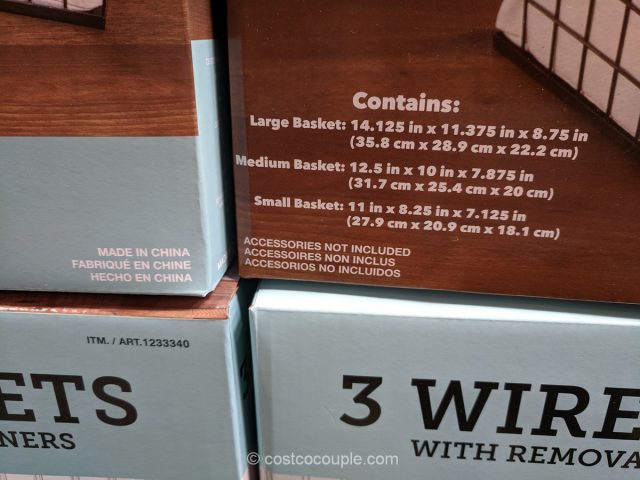 Contains:
Large Basket: 14.125 in x 11.375 in x 8.75 in
(35.8 cm x 28.9 cm x 22.2 cm)
Medium Basket: 12.5 in x 10 in x 7.875 in
(31.7 cm x 25.4 cm x 20 cm)
Small Basket: 11 in x 8.25 in x 7.125 in
(27.9 cm x 20.9 cm x 18.1 cm)
ACCESSORIES NOT INCLUDED
ACCESSOIRES NON INCLUS
ACCESORIOS NO INCLUIDOS
MADE IN CHINA
FABRIQUÉ EN CHINE
HECHO EN CHINA
ITM. / ART.1233340
ETS
NERS
3 WIRE
WITH REMOVA
© costcocouple.com